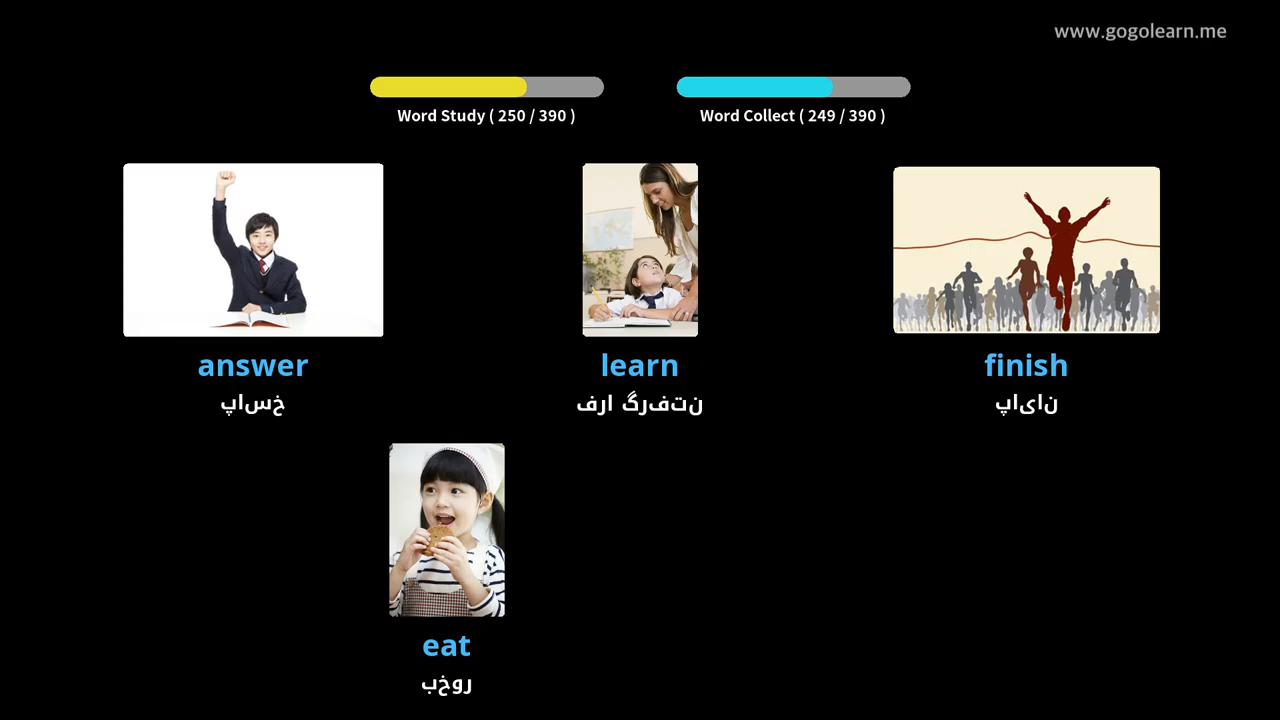 www.gogolearn.me
Word Study ( 250 / 390 )
Word Collect ( 249 / 390 )
answer
learn
finish
پاسخ
فرا گرفتن
پایان
eat
بخور